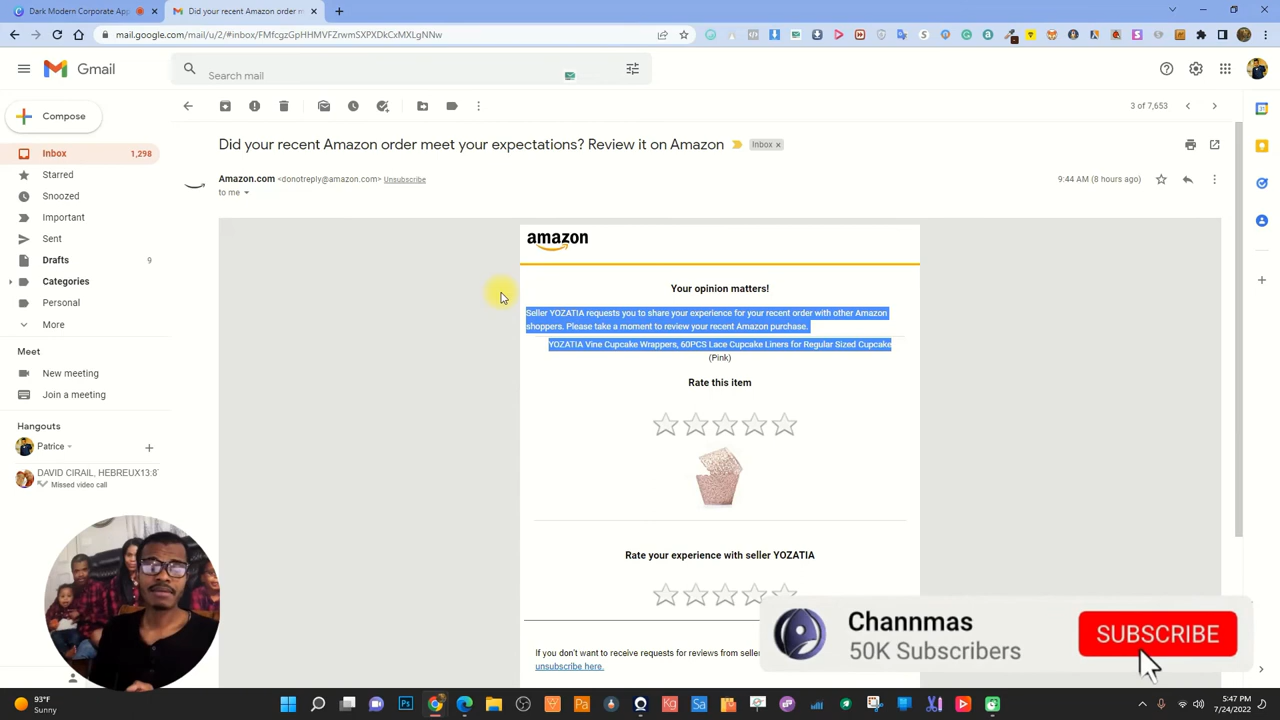 Dark Modern Corporate App
Did your recent Amazon order m
mail.google.com/mail/u/2/#inbox/FMfcgzGpHHMVFZrwmSXPXDkCxMXLgNNw
Gmail
Search mail
Compose
3 of 7,653
Did your recent Amazon order meet your expectations? Review it on Amazon
Inbox ×
Inbox 1,298
Starred
Amazon.com <donotreply@amazon.com> Unsubscribe
9:44 AM (8 hours ago)
to me
Snoozed
Important
Sent
Drafts 9
Categories
Personal
More
Meet
New meeting
Join a meeting
Hangouts
Patrice
DAVID CIRAIL, HEBREUX13:8
Missed video call
amazon
Your opinion matters!
Seller YOZATIA requests you to share your experience for your recent order with other Amazon
shoppers. Please take a moment to review your recent Amazon purchase.
YOZATIA Vine Cupcake Wrappers, 60PCS Lace Cupcake Liners for Regular Sized Cupcake
(Pink)
Rate this item
Rate your experience with seller YOZATIA
If you don't want to receive requests for reviews from seller
unsubscribe here.
Channmas
50K Subscribers
SUBSCRIBE
93°F
Sunny
5:47 PM
7/24/2022